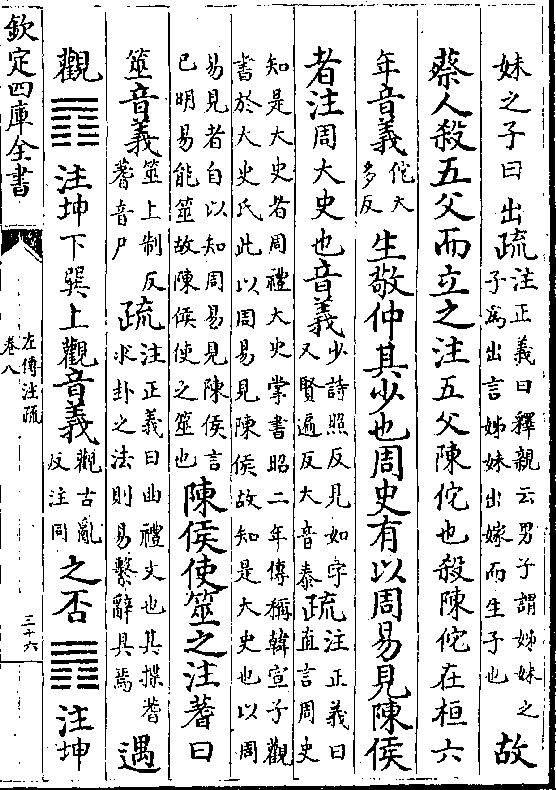 妹之子曰出疏注正義曰釋親云男子謂姊妹之子爲出言姊妹出嫁而生子也故
蔡人殺五父而立之注五父陳佗也殺陳佗在桓六
年音義佗大多反生敬仲其少也周史有以周易見陳侯
者注周大史也音義少詩照反見如字又賢遍反大音泰疏注正義曰直言周史
知是大史者周禮大史掌書昭二年傳稱韓宣子觀書於大史氏此以周易見陳侯故知是大史也以周
易見者自以知周易見陳侯言已明易能筮故陳侯使之筮也陳侯使筮之注蓍曰
筮音義筮上制反蓍音尸疏注正義曰曲禮文也其揲蓍求卦之法則易繫辭具焉遇
觀䷓注坤下巽上觀音義觀古亂反注同之否䷋注坤
欽定四庫全書
左傳注疏
卷八
三十六